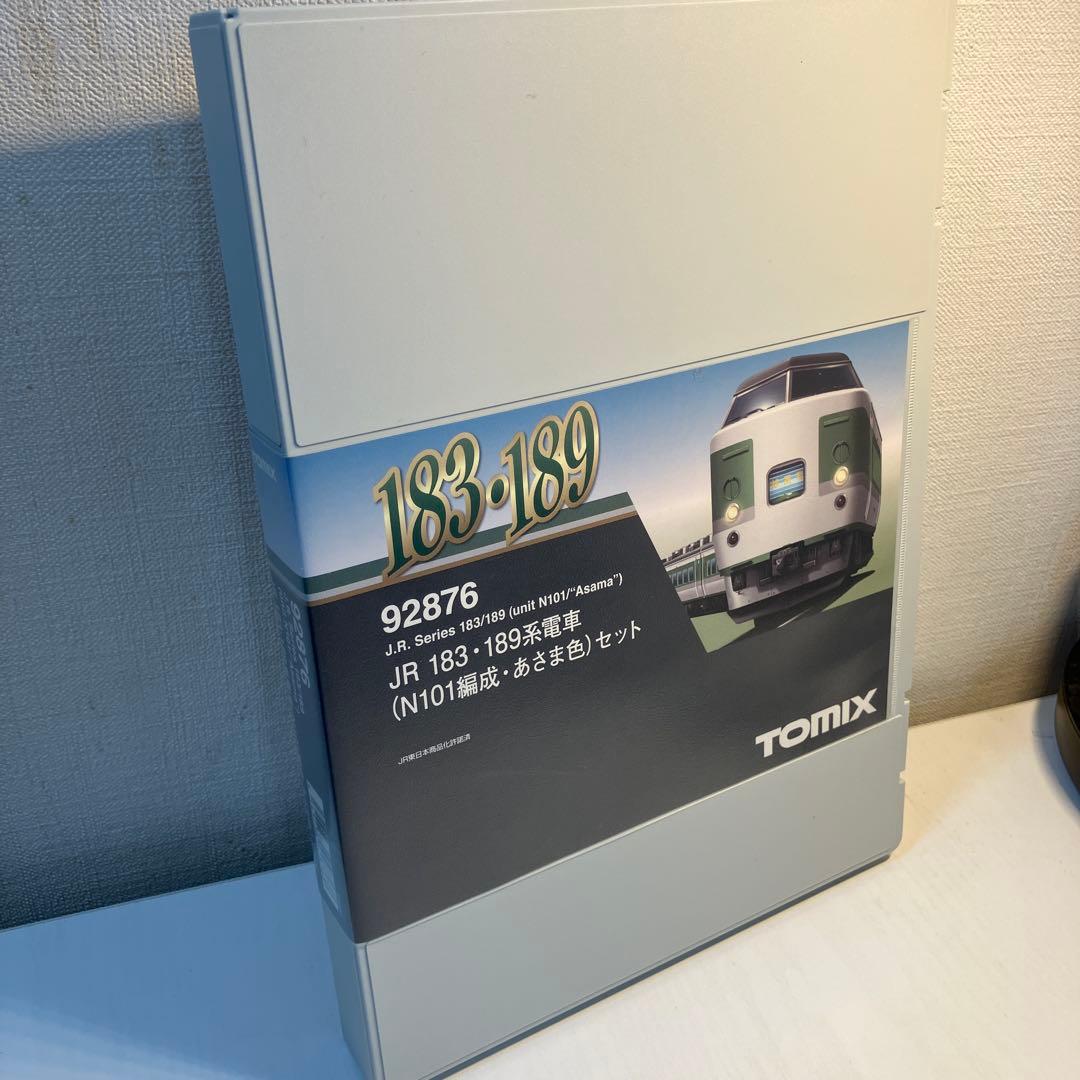 TOMIX
92876
183・189
92876
J.R. Series 183/189 (unit N101/“Asama”)
JR 183・189系電車
(N101編成・あさま色)セット
JR東日本商品化許諾済
TOMIX